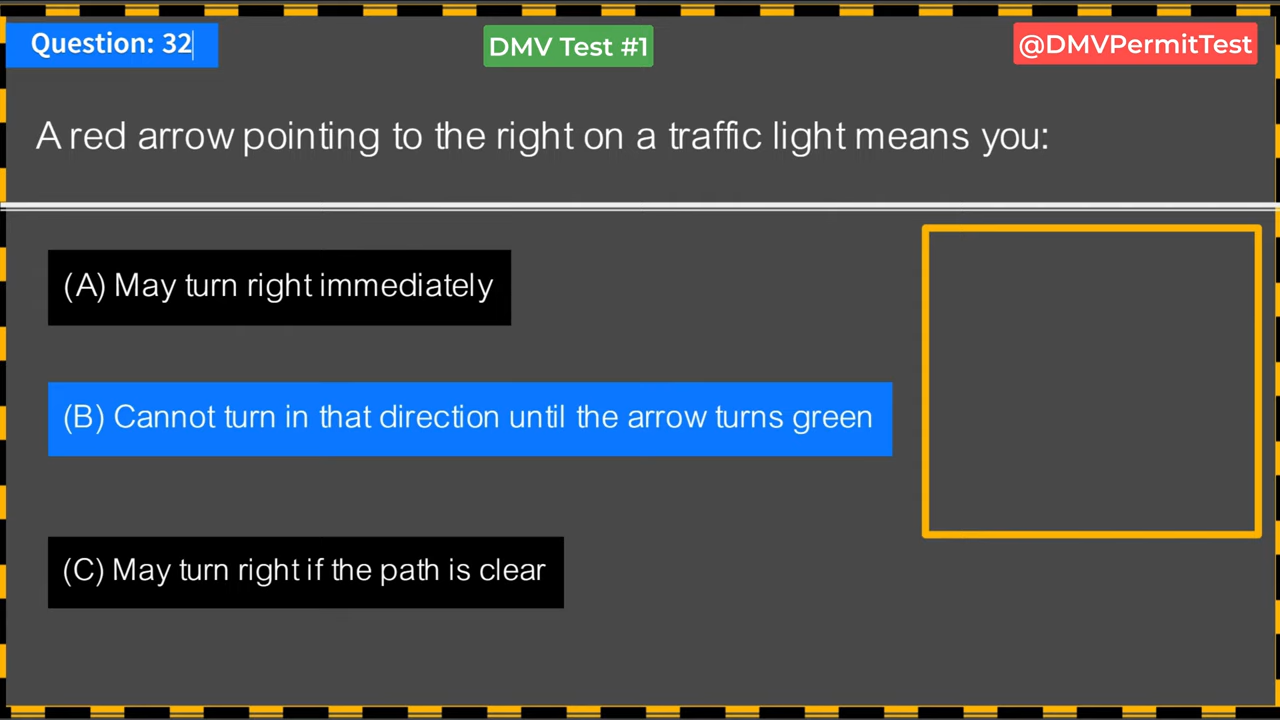 Question: 32
DMV Test #1
@DMVPermitTest
A red arrow pointing to the right on a traffic light means you:
(A) May turn right immediately
(B) Cannot turn in that direction until the arrow turns green
(C) May turn right if the path is clear